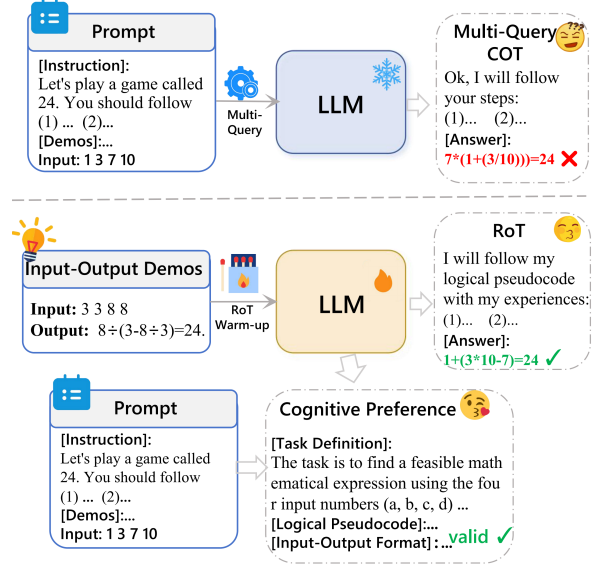 Prompt
[Instruction]:
Let's play a game called
24. You should follow
(1) ... (2)...
[Demos]:...
Input: 1 3 7 10
Multi-
Query
LLM
???
Multi-Query
COT
Ok, I will follow
your steps:
(1)... (2)...
[Answer]:
7*(1+(3/10)))=24
Input-Output Demos
Input: 3 3 8 8
Output: 8÷(3-8÷3)=24.
RoT
Warm-up
LLM
RoT
I will follow my
logical pseudocode
with my experiences:
(1)... (2)...
[Answer]:
1+(3*10-7)=24
Prompt
[Instruction]:
Let's play a game called
24. You should follow
(1) ... (2)...
[Demos]:...
Input: 1 3 7 10
Cognitive Preference
[Task Definition]:
The task is to find a feasible math
ematical expression using the fou
r input numbers (a, b, c, d) ...
[Logical Pseudocode]:...
[Input-Output Format] : ...
valid